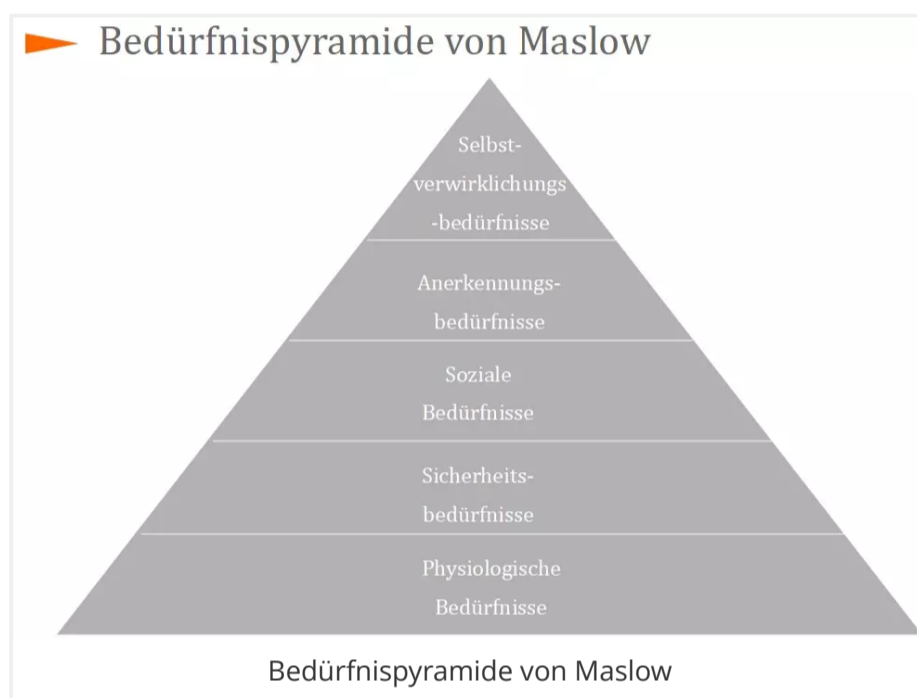 Bedürfnispyramide von Maslow
Selbst-
verwirklichungs
-bedürfnisse
Anerkennungs-
bedürfnisse
Soziale
Bedürfnisse
Sicherheits-
bedürfnisse
Physiologische
Bedürfnisse
Bedürfnispyramide von Maslow